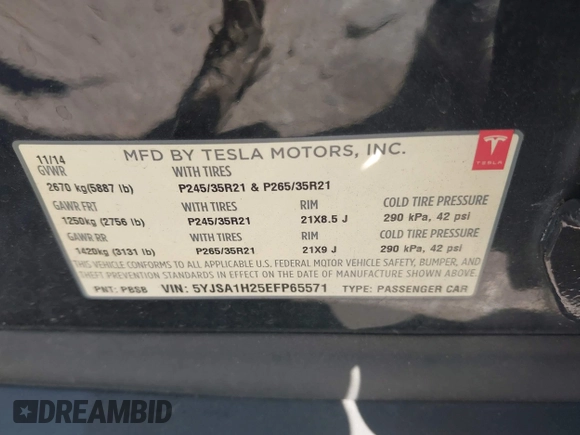 MFD BY TESLA MOTORS, INC.
11/14
GVWR WITH TIRES
2670 kg(5887 lb) P245/35R21 & P265/35R21
GAWR FRT WITH TIRES RIM COLD TIRE PRESSURE
1250kg (2756 lb) P245/35R21 21X8.5 J 290 kPa, 42 psi
GAWR RR WITH TIRES RIM COLD TIRE PRESSURE
1420kg (3131 lb) P265/35R21 21X9 J 290 kPa, 42 psi
THIS VEHICLE CONFORMS TO ALL APPLICABLE U.S. FEDERAL MOTOR VEHICLE SAFETY, BUMPER, AND
THEFT PREVENTION STANDARDS IN EFFECT ON THE DATE OF MANUFACTURE SHOWN ABOVE.
PNT: PBSB VIN: 5YJSA1H25EFP65571 TYPE: PASSENGER CAR
TESLA
DREAMBID